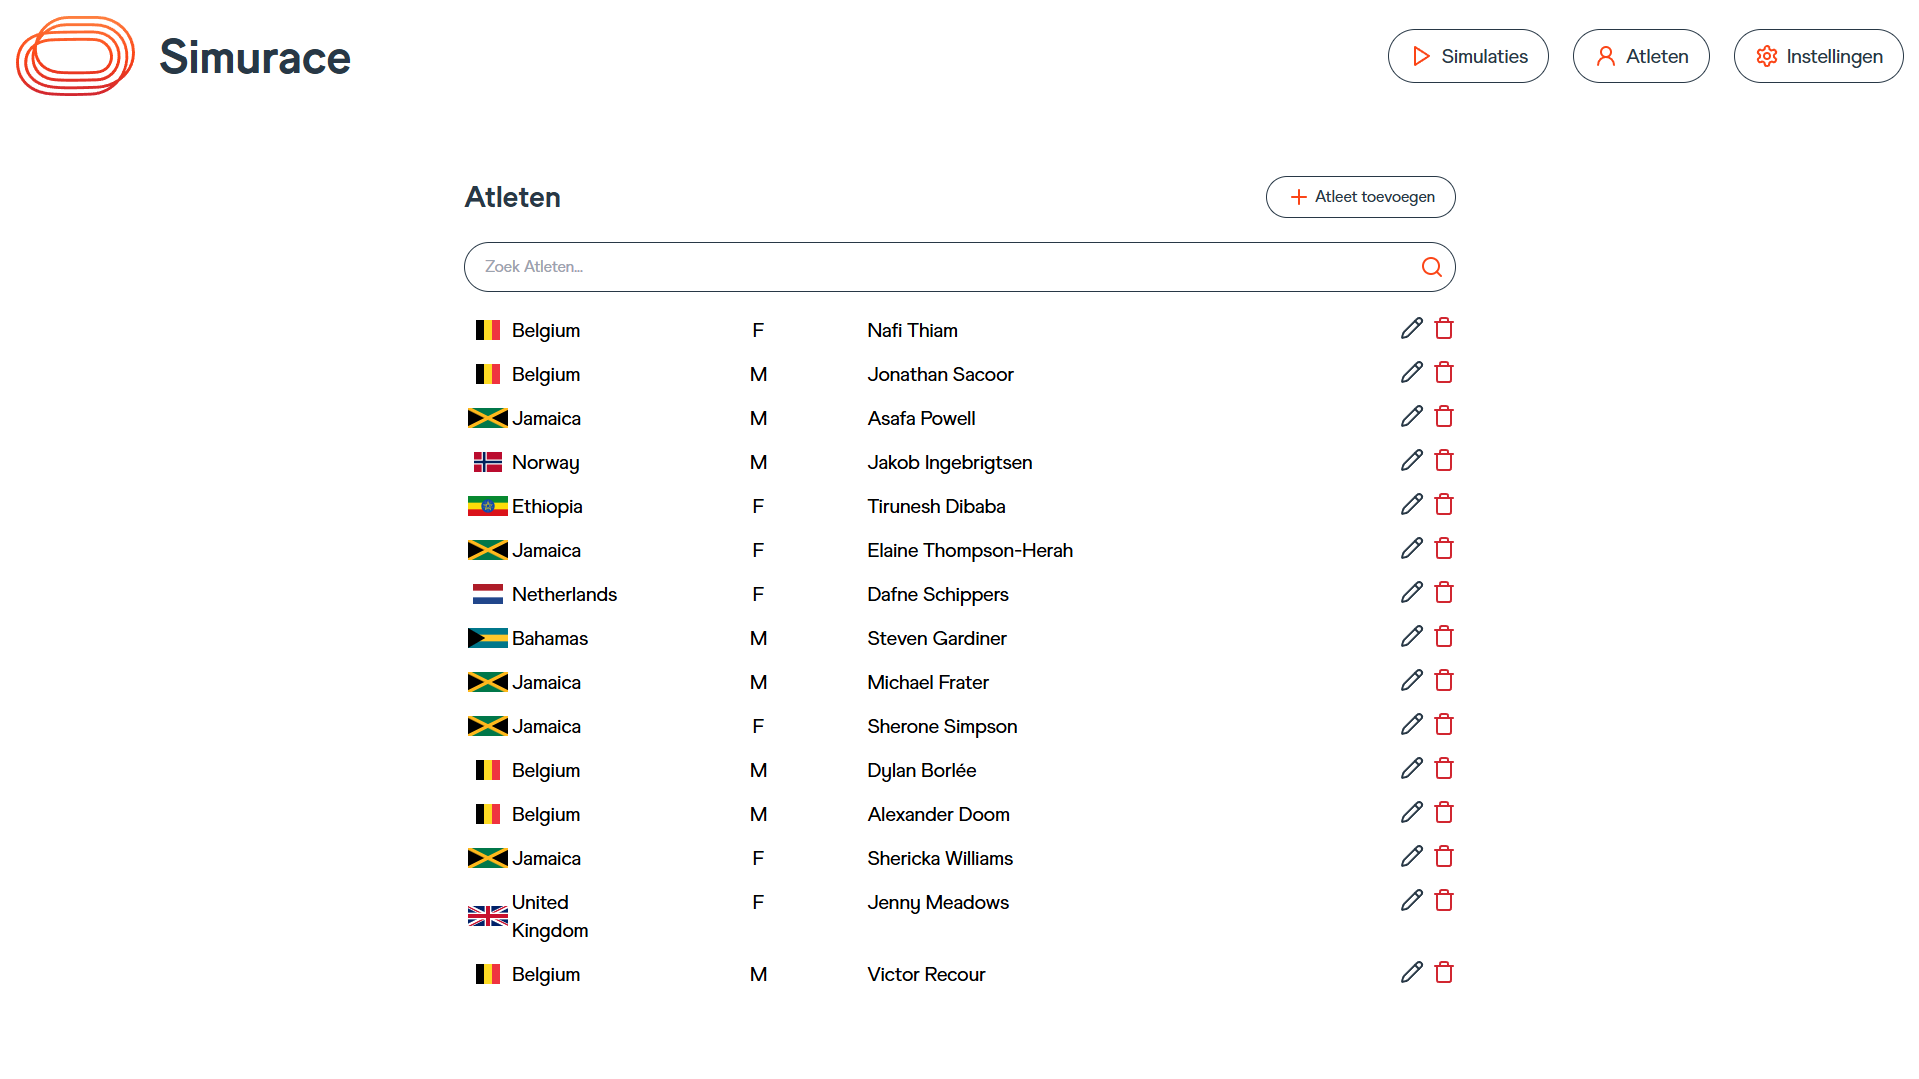 Simurace
Simulaties
Atleten
Instellingen
Atleten
Atleet toevoegen
Zoek Atleten...
Belgium F Nafi Thiam
Belgium M Jonathan Sacoor
Jamaica M Asafa Powell
Norway M Jakob Ingebrigtsen
Ethiopia F Tirunesh Dibaba
Jamaica F Elaine Thompson-Herah
Netherlands F Dafne Schippers
Bahamas M Steven Gardiner
Jamaica M Michael Frater
Jamaica F Sherone Simpson
Belgium M Dylan Borlée
Belgium M Alexander Doom
Jamaica F Shericka Williams
United F Jenny Meadows
Kingdom
Belgium M Victor Recour